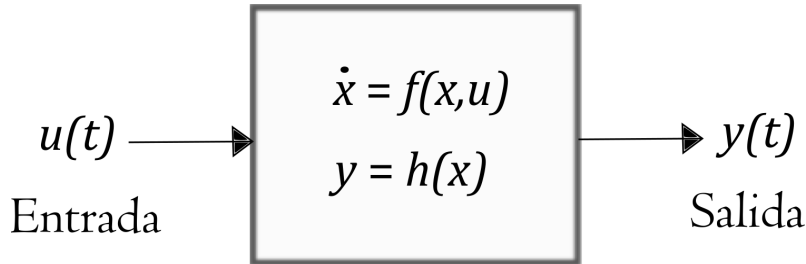 ẋ = f(x,u)
u(t)
y(t)
y = h(x)
Entrada
Salida